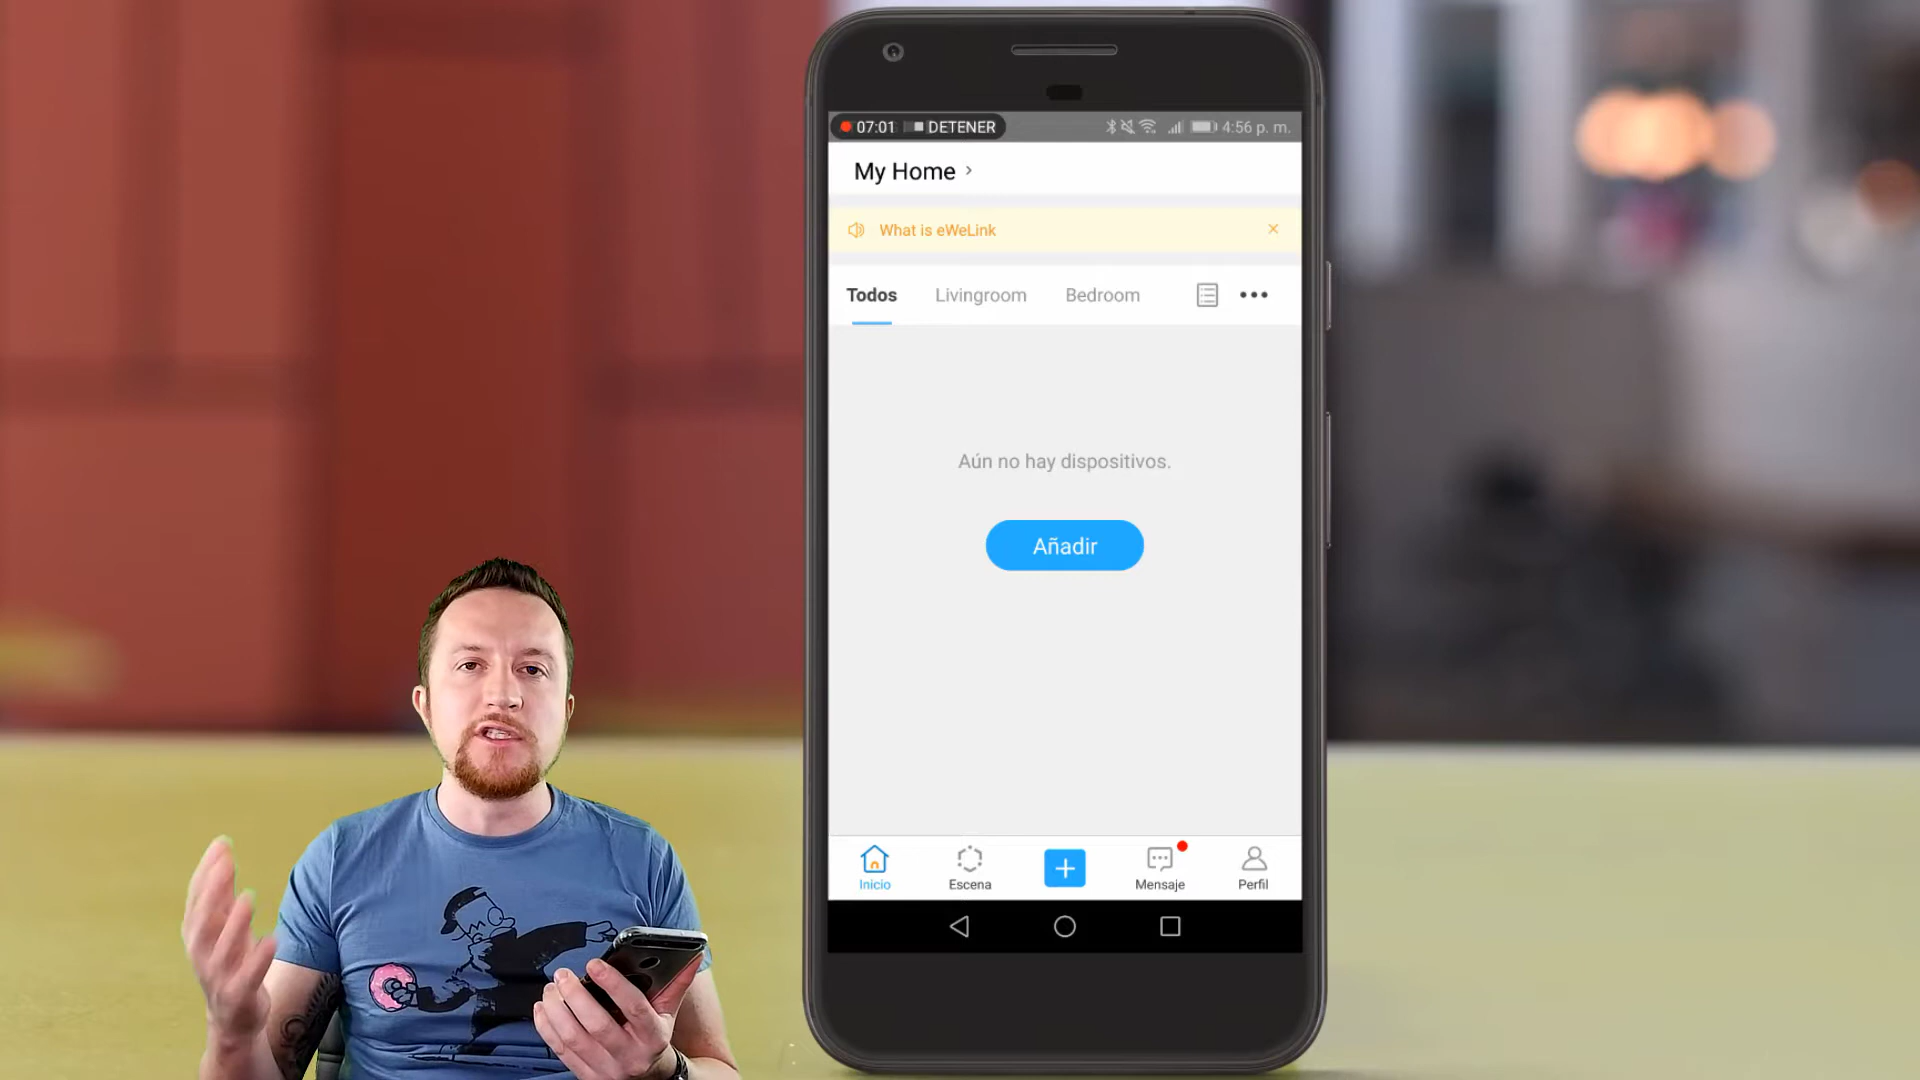 07:01 DETENER 4:56 p. m.
My Home
What is eWeLink
Todos Livingroom Bedroom
Aún no hay dispositivos.
Añadir
Inicio Escena Mensaje Perfil